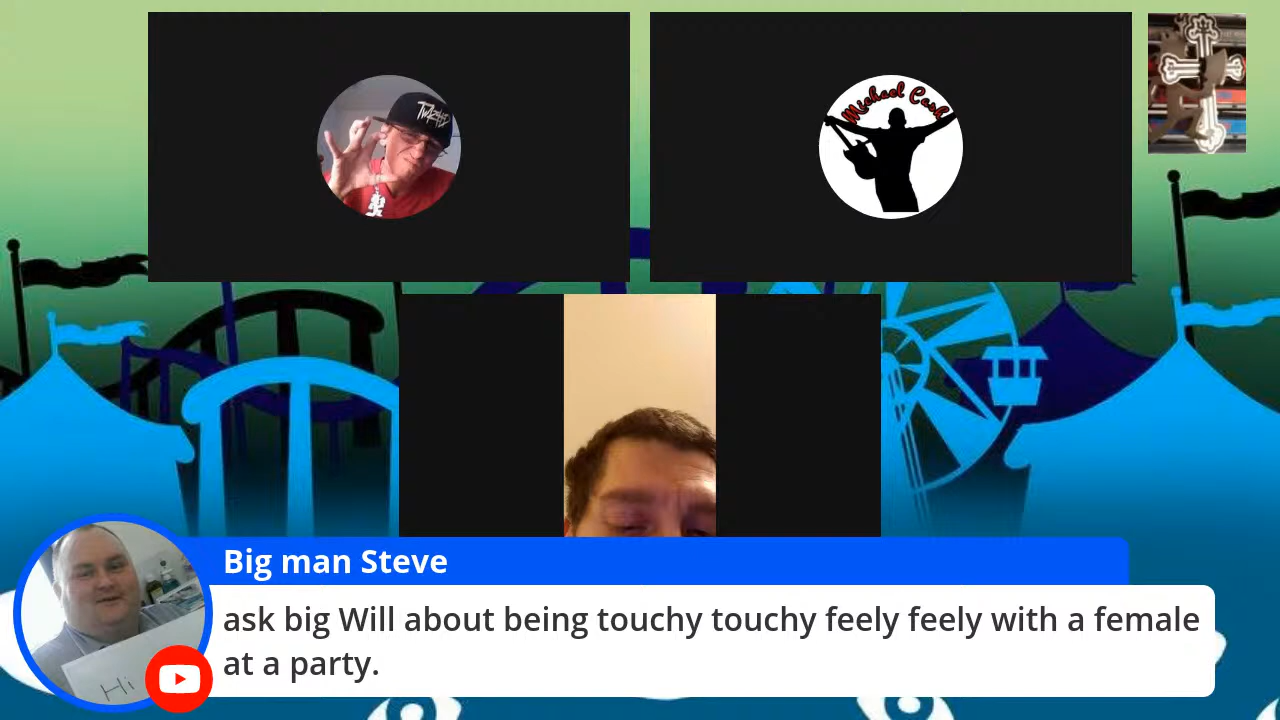 TWIZTID
Michael Cash
Big man Steve
ask big Will about being touchy touchy feely feely with a female
at a party.
Hi